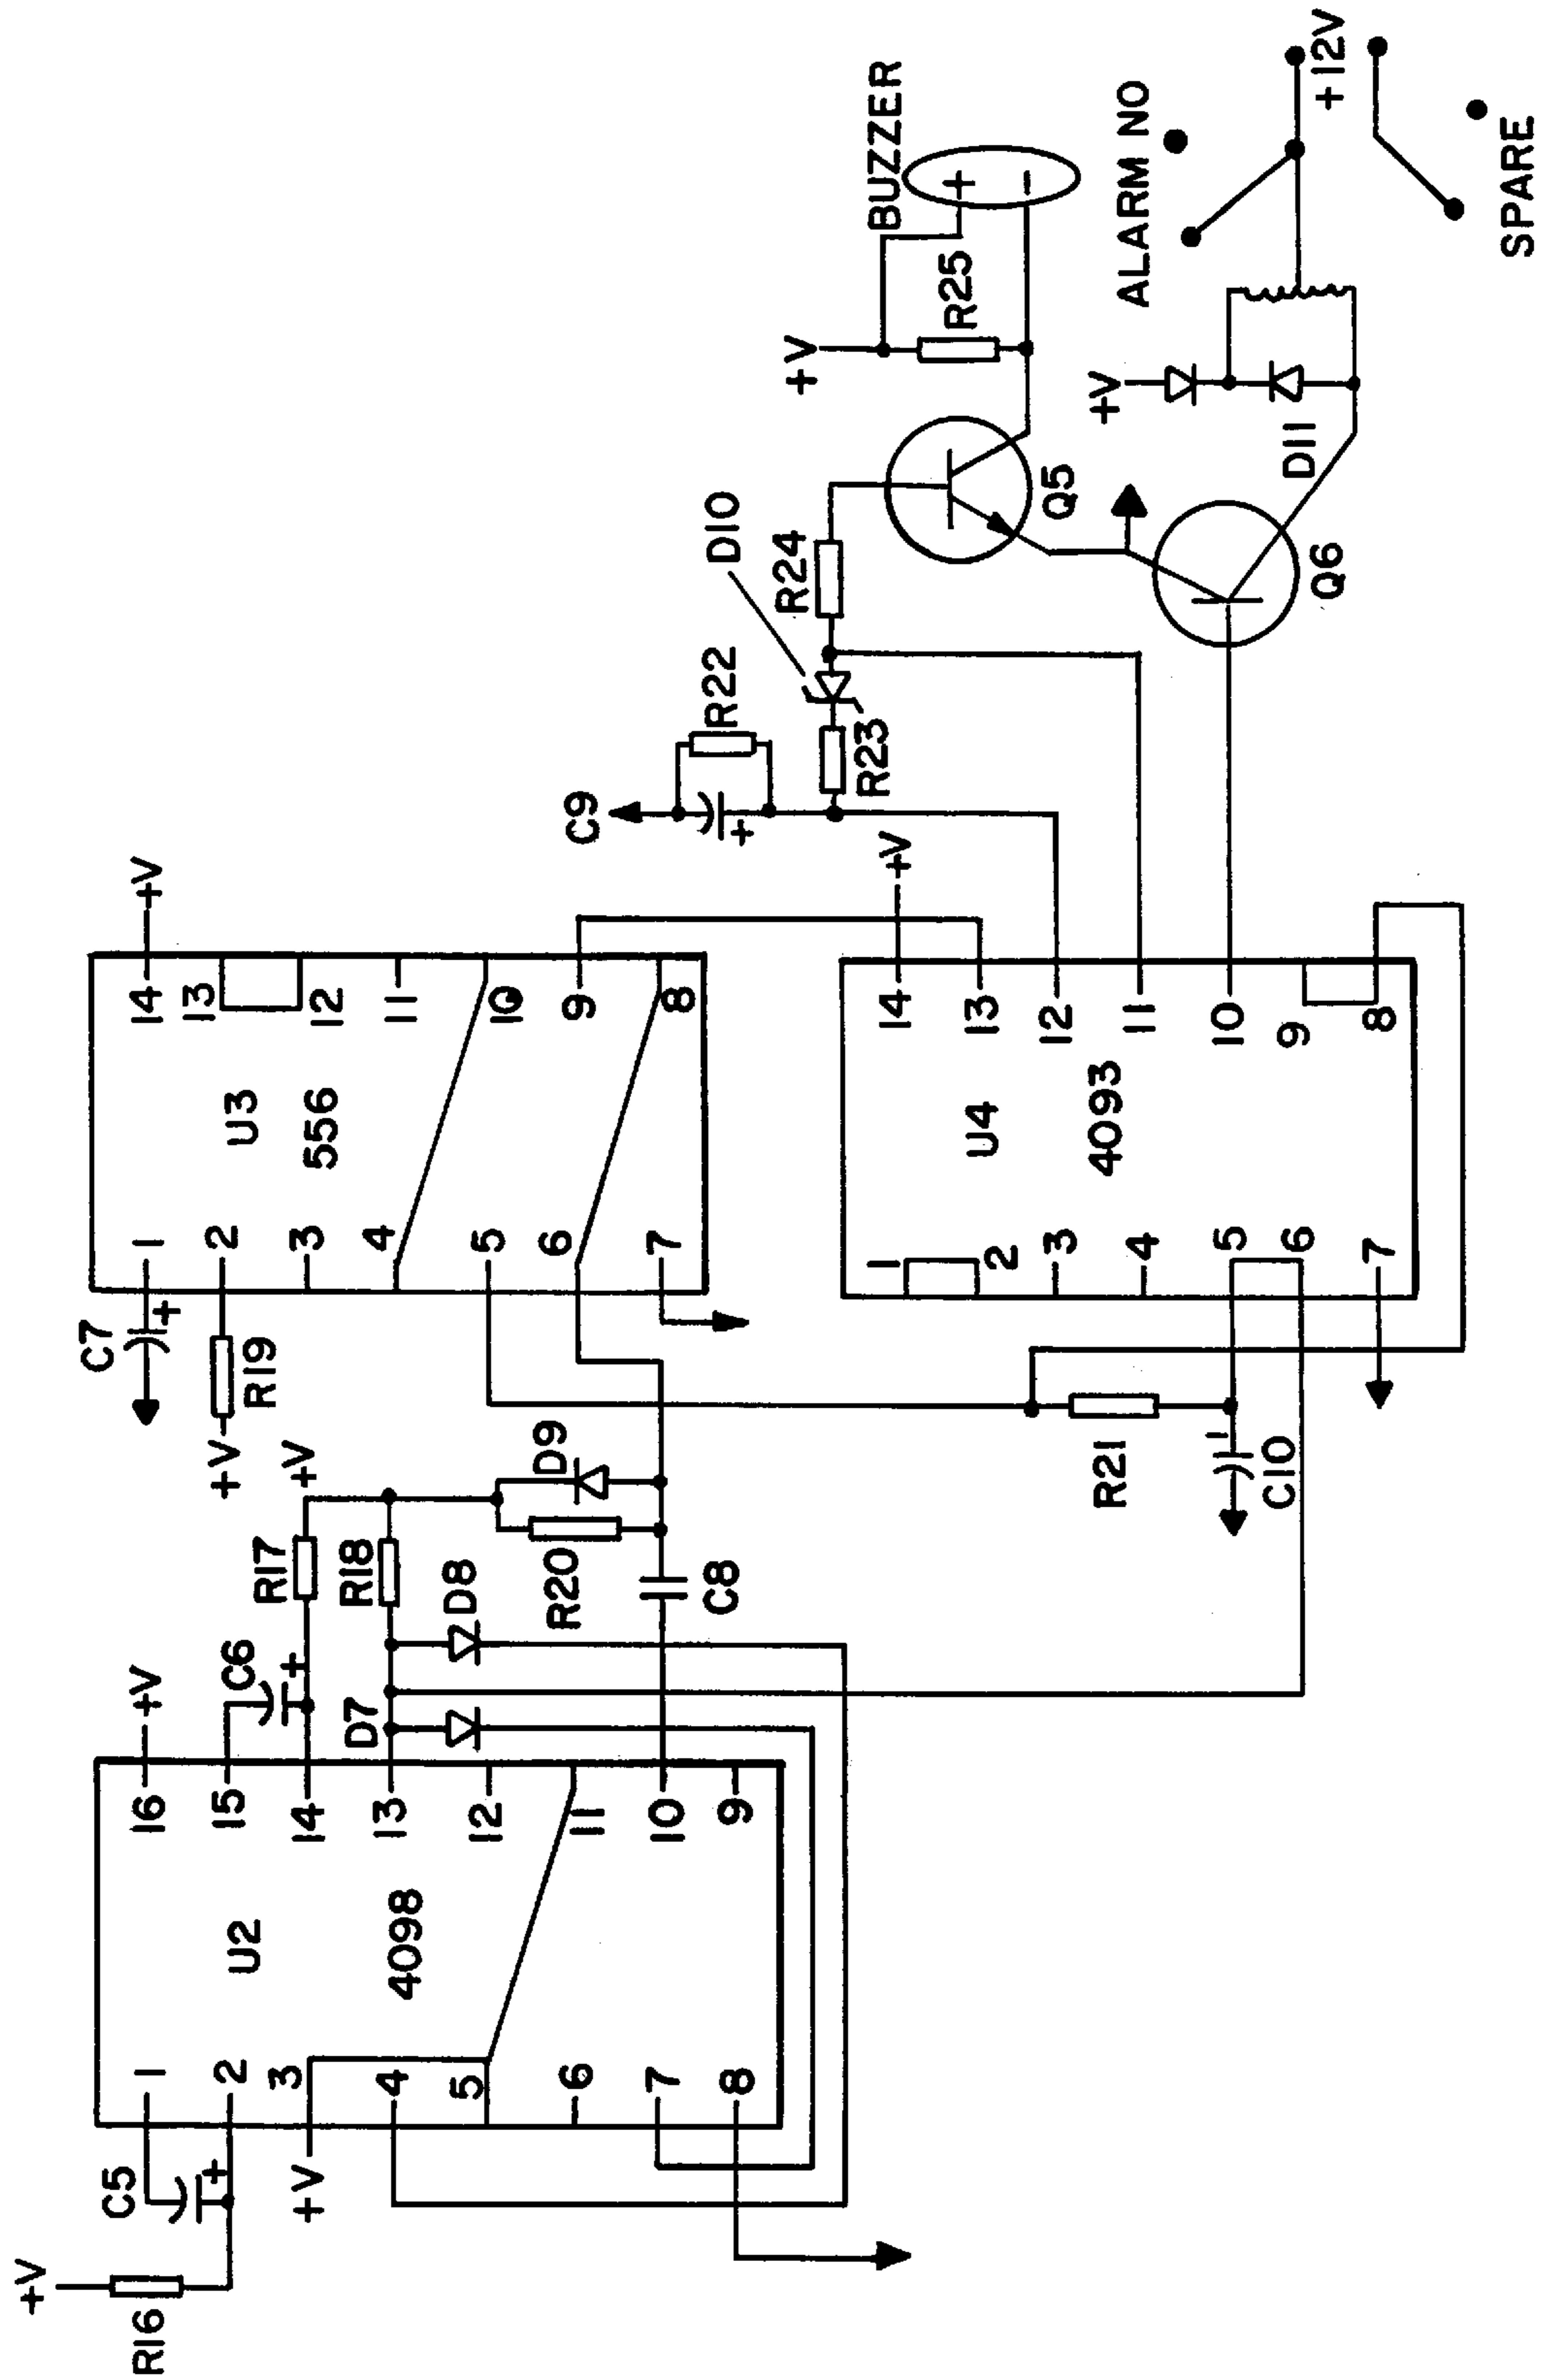 +V
R16
C5
+
+V
1
2
3
4
5
6
7
8
U2
4098
16
15
14
13
12
11
10
9
+V
C6
+
D7
D8
R17
R18
R20
D9
C8
+V
+V
R19
C7
+
1
2
3
4
5
6
7
U3
556
14
13
12
11
10
9
8
+V
R21
C10
1
2
3
4
5
6
7
U4
4093
14
13
12
11
10
9
8
+V
C9
+
R22
R23
D10
R24
Q5
Q6
+V
R25
BUZZER
+
-
+V
D11
ALARM NO
+12V
SPARE